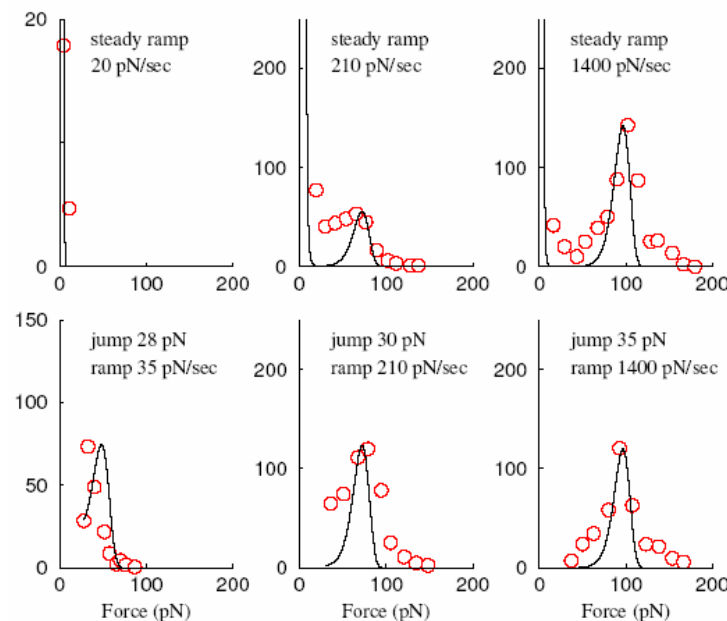 20
steady ramp
20 pN/sec
0
0
100
200
200
100
0
steady ramp
210 pN/sec
0
100
200
200
100
0
steady ramp
1400 pN/sec
0
100
200
150
100
50
0
jump 28 pN
ramp 35 pN/sec
0
100
200
Force (pN)
200
100
0
jump 30 pN
ramp 210 pN/sec
0
100
200
Force (pN)
200
100
0
jump 35 pN
ramp 1400 pN/sec
0
100
200
Force (pN)